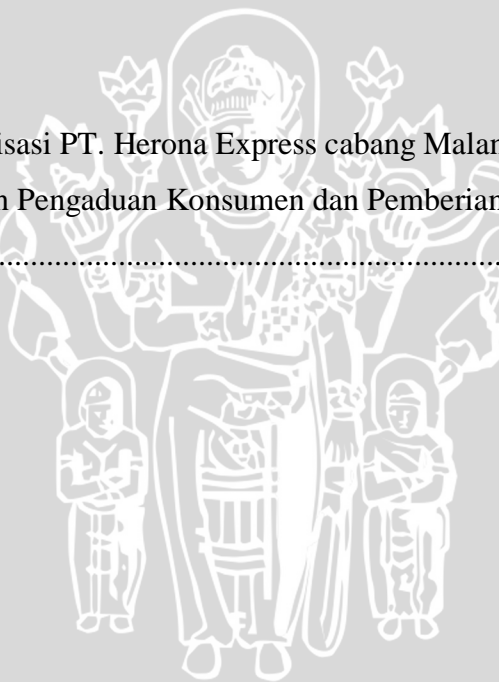 isasi PT. Herona Express cabang Malan
n Pengaduan Konsumen dan Pemberian
................................................................................